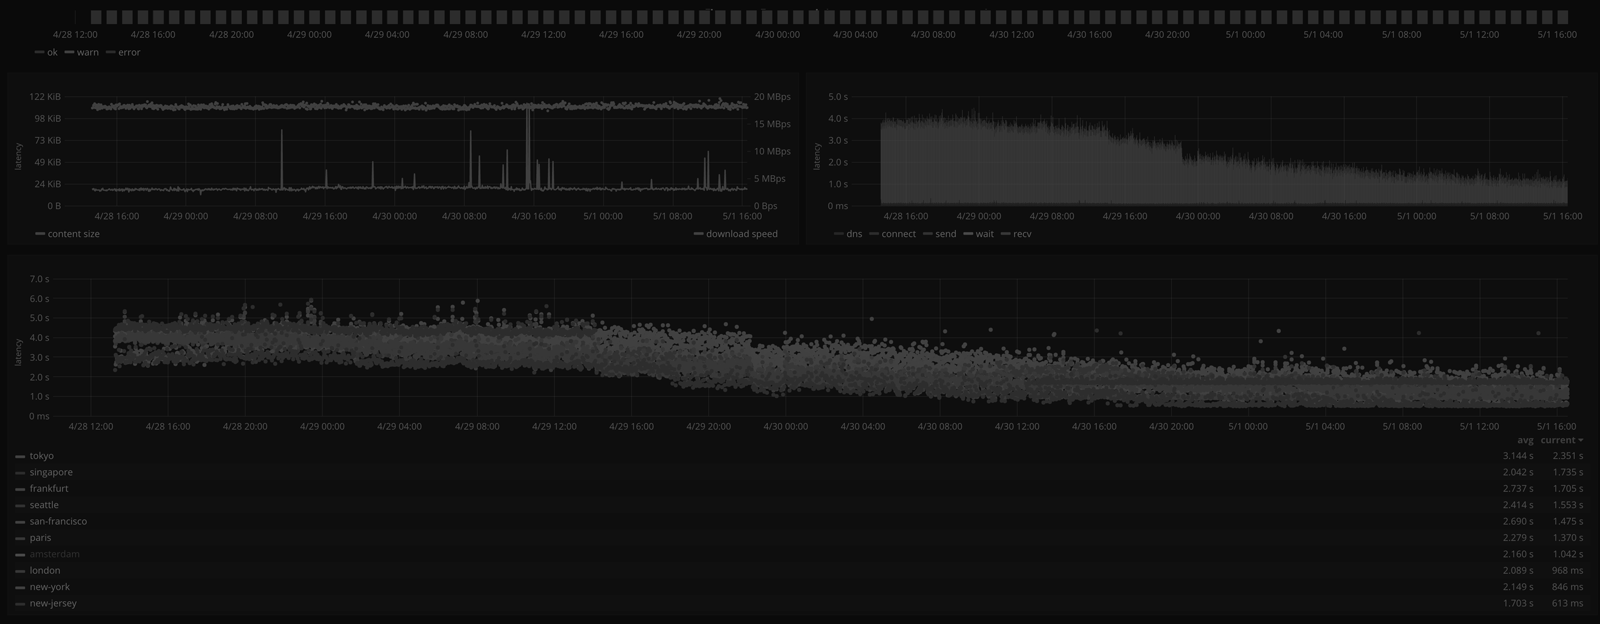 4/28 12:00 4/28 16:00 4/28 20:00 4/29 00:00 4/29 04:00 4/29 08:00 4/29 12:00 4/29 16:00 4/29 20:00 4/30 00:00 4/30 04:00 4/30 08:00 4/30 12:00 4/30 16:00 4/30 20:00 5/1 00:00 5/1 04:00 5/1 08:00 5/1 12:00 5/1 16:00
ok warn error
122 KiB
98 KiB
73 KiB
49 KiB
24 KiB
0 B
latency
20 MBps
15 MBps
10 MBps
5 MBps
0 Bps
4/28 16:00 4/29 00:00 4/29 08:00 4/29 16:00 4/30 00:00 4/30 08:00 4/30 16:00 5/1 00:00 5/1 08:00 5/1 16:00
content size download speed
5.0 s
4.0 s
3.0 s
2.0 s
1.0 s
0 ms
latency
4/28 16:00 4/29 00:00 4/29 08:00 4/29 16:00 4/30 00:00 4/30 08:00 4/30 16:00 5/1 00:00 5/1 08:00 5/1 16:00
dns connect send wait recv
7.0 s
6.0 s
5.0 s
4.0 s
3.0 s
2.0 s
1.0 s
0 ms
latency
4/28 12:00 4/28 16:00 4/28 20:00 4/29 00:00 4/29 04:00 4/29 08:00 4/29 12:00 4/29 16:00 4/29 20:00 4/30 00:00 4/30 04:00 4/30 08:00 4/30 12:00 4/30 16:00 4/30 20:00 5/1 00:00 5/1 04:00 5/1 08:00 5/1 12:00 5/1 16:00
avg current
tokyo 3.144 s 2.351 s
singapore 2.042 s 1.735 s
frankfurt 2.737 s 1.705 s
seattle 2.414 s 1.553 s
san-francisco 2.690 s 1.475 s
paris 2.279 s 1.370 s
amsterdam 2.160 s 1.042 s
london 2.089 s 968 ms
new-york 2.149 s 846 ms
new-jersey 1.703 s 613 ms